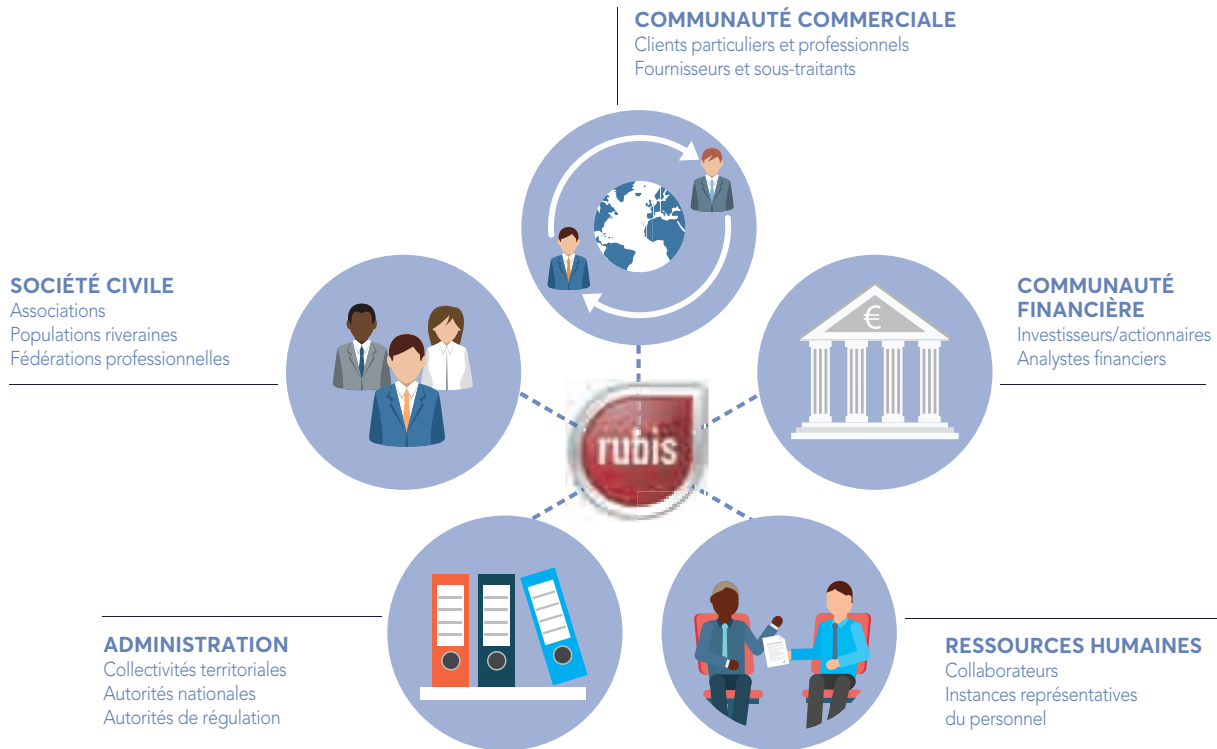 COMMUNAUTÉ COMMERCIALE
Clients particuliers et professionnels
Fournisseurs et sous-traitants
SOCIÉTÉ CIVILE
Associations
Populations riveraines
Fédérations professionnelles
COMMUNAUTÉ
FINANCIÈRE
Investisseurs/actionnaires
Analystes financiers
€
rubis
ADMINISTRATION
Collectivités territoriales
Autorités nationales
Autorités de régulation
RESSOURCES HUMAINES
Collaborateurs
Instances représentatives
du personnel